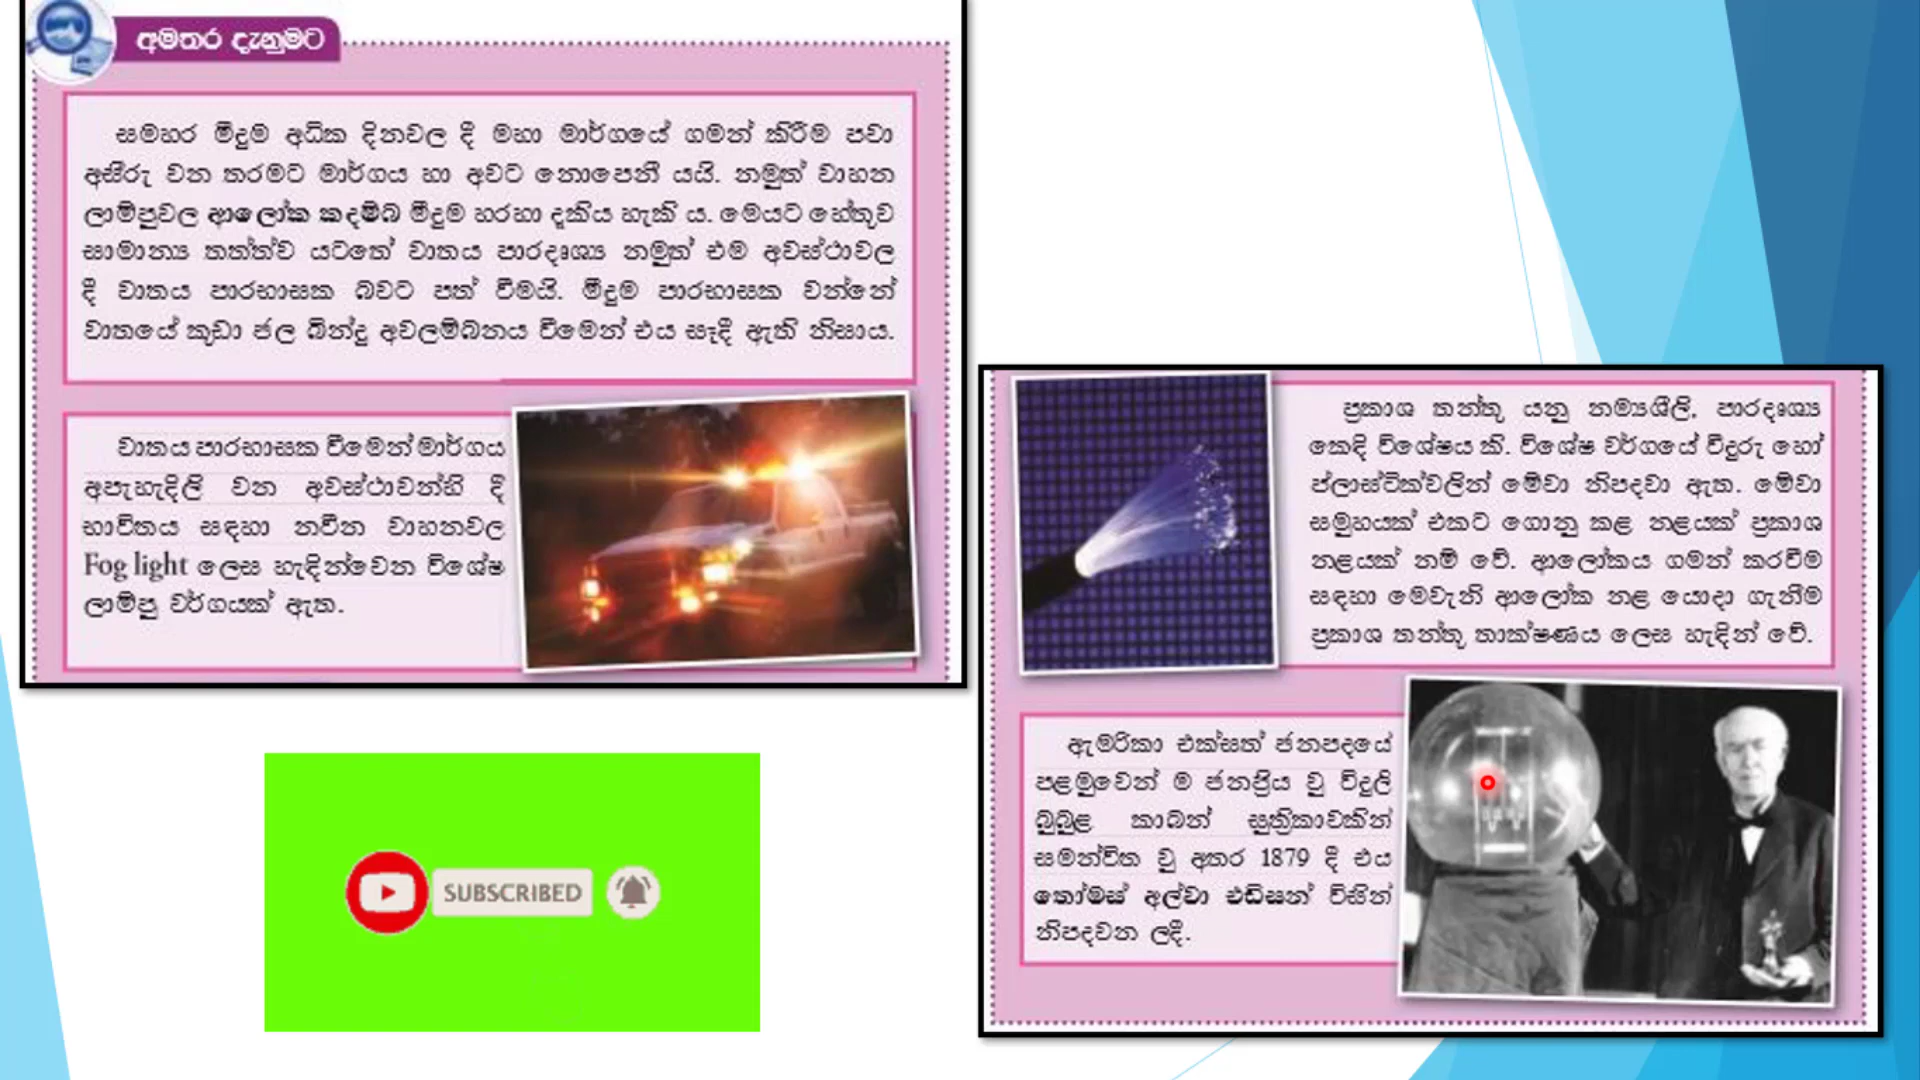 අමතර දැනුමට
සමහර මීදුම අධික දිනවල දී මහා මාර්ගයේ ගමන් කිරීම පවා
අසීරු වන තරමට මාර්ගය හා අවට නොපෙනී යයි. නමුත් වාහන
ලාම්පුවල ආලෝක කදම්බ මීදුම හරහා දැකිය හැකි ය. මෙයට හේතුව
සාමාන්‍ය තත්ත්ව යටතේ වාතය පාරදෘශ්‍ය නමුත් එම අවස්ථාවල
දී වාතය පාරභාසක බවට පත් වීමයි. මීදුම පාරභාසක වන්නේ
වාතයේ කුඩා ජල බින්දු අවලම්බනය වීමෙන් එය සෑදී ඇති නිසාය.
වාතය පාරභාසක වීමෙන් මාර්ගය
අපැහැදිලි වන අවස්ථාවන්හි දී
භාවිතය සඳහා නවීන වාහනවල
Fog light ලෙස හැඳින්වෙන විශේෂ
ලාම්පු වර්ගයක් ඇත.
ප්‍රකාශ තන්තු යනු නම්‍යශීලි, පාරදෘශ්‍ය
කෙඳි විශේෂය කි. විශේෂ වර්ගයේ වීදුරු හෝ
ප්ලාස්ටික්වලින් මේවා නිපදවා ඇත. මේවා
සමූහයක් එකට ගොනු කළ නළයක් ප්‍රකාශ
නළයක් නම් වේ. ආලෝකය ගමන් කරවීම
සඳහා මෙවැනි ආලෝක නළ යොදා ගැනීම
ප්‍රකාශ තන්තු තාක්ෂණය ලෙස හැඳින් වේ.
ඇමරිකා එක්සත් ජනපදයේ
පළමුවෙන් ම ජනප්‍රිය වූ විදුලි
බුබුළ කාබන් සූත්‍රිකාවකින්
සමන්විත වූ අතර 1879 දී එය
තෝමස් අල්වා එඩිසන් විසින්
නිපදවන ලදී.
SUBSCRIBED